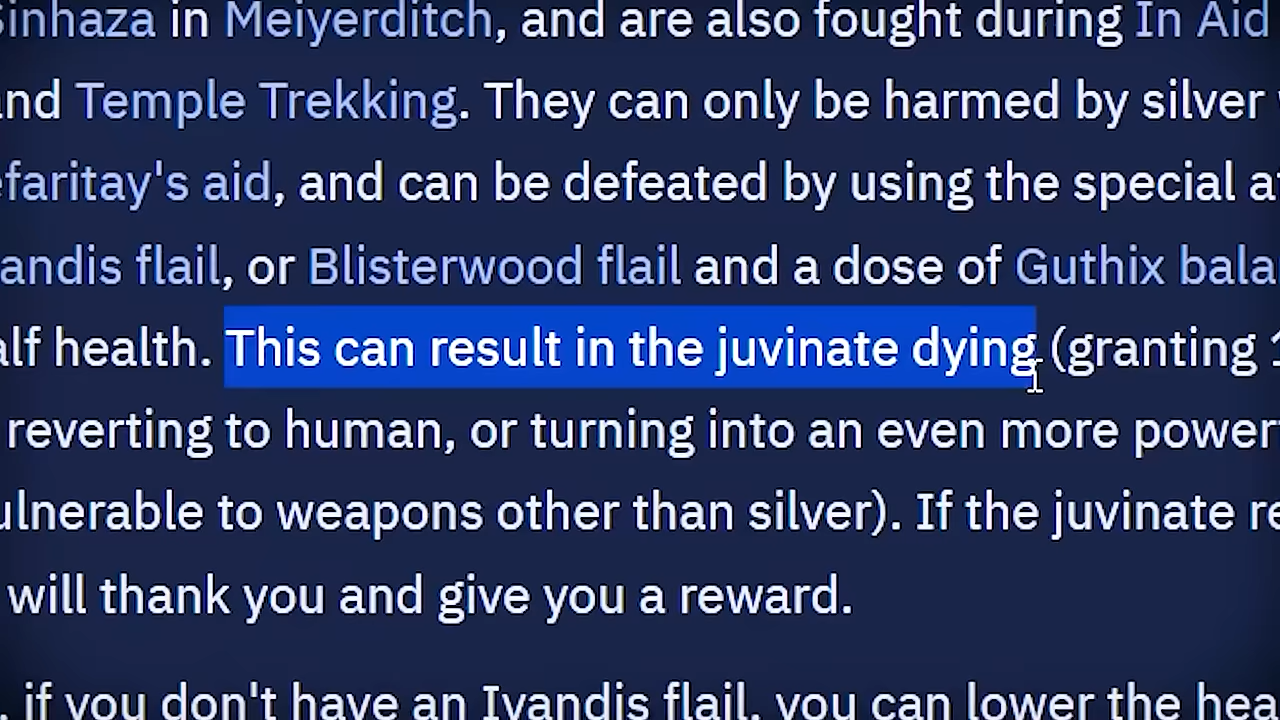 Sinhaza in Meiyerditch, and are also fought during In Aid
and Temple Trekking. They can only be harmed by silver
efaritay's aid, and can be defeated by using the special at
andis flail, or Blisterwood flail and a dose of Guthix bala
alf health. This can result in the juvinate dying (granting 1
reverting to human, or turning into an even more powerf
ulnerable to weapons other than silver). If the juvinate re
will thank you and give you a reward.
, if you don't have an Ivandis flail, you can lower the hea